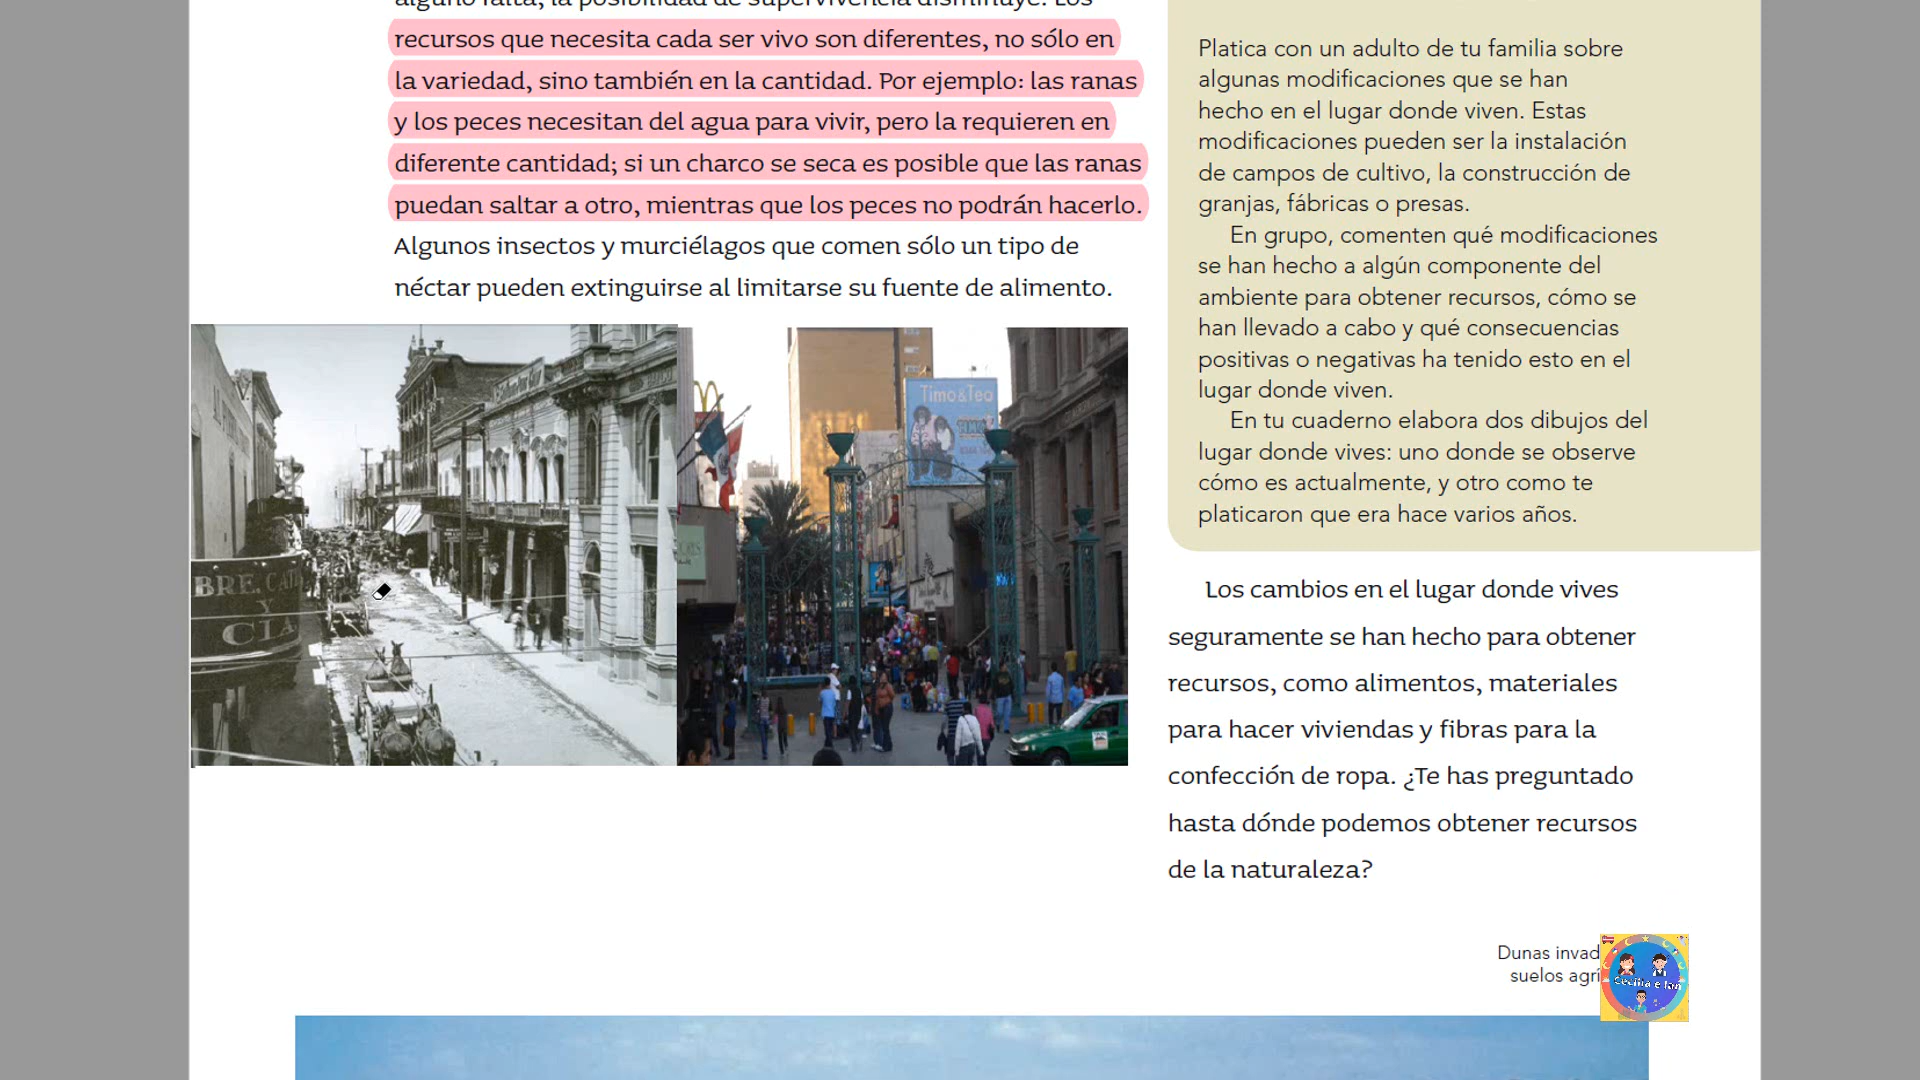 recursos que necesita cada ser vivo son diferentes, no sólo en
la variedad, sino también en la cantidad. Por ejemplo: las ranas
y los peces necesitan del agua para vivir, pero la requieren en
diferente cantidad; si un charco se seca es posible que las ranas
puedan saltar a otro, mientras que los peces no podrán hacerlo.
Algunos insectos y murciélagos que comen sólo un tipo de
néctar pueden extinguirse al limitarse su fuente de alimento.
BRE, CAT
Y
CIA
Timo&Teo
Platica con un adulto de tu familia sobre
algunas modificaciones que se han
hecho en el lugar donde viven. Estas
modificaciones pueden ser la instalación
de campos de cultivo, la construcción de
granjas, fábricas o presas.
En grupo, comenten qué modificaciones
se han hecho a algún componente del
ambiente para obtener recursos, cómo se
han llevado a cabo y qué consecuencias
positivas o negativas ha tenido esto en el
lugar donde viven.
En tu cuaderno elabora dos dibujos del
lugar donde vives: uno donde se observe
cómo es actualmente, y otro como te
platicaron que era hace varios años.
Los cambios en el lugar donde vives
seguramente se han hecho para obtener
recursos, como alimentos, materiales
para hacer viviendas y fibras para la
confección de ropa. ¿Te has preguntado
hasta dónde podemos obtener recursos
de la naturaleza?
Dunas invad
suelos agrí
Cecilia e Ian